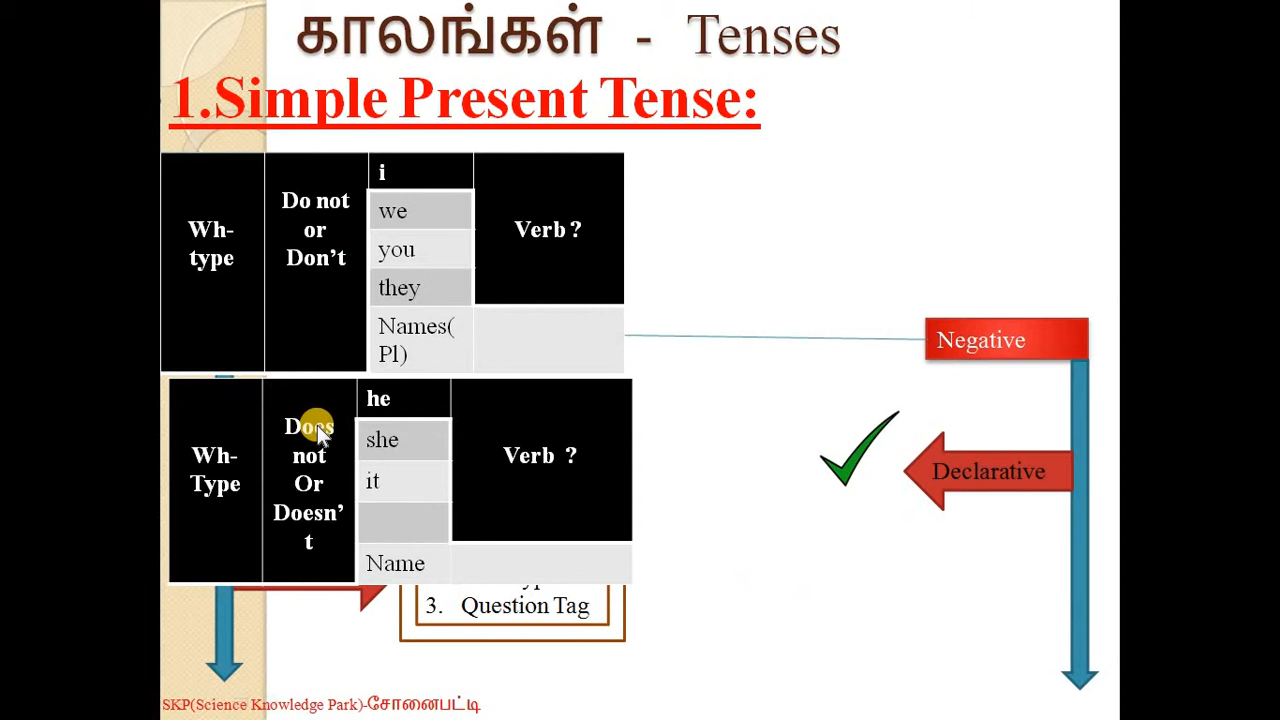 காலங்கள் - Tenses
1.Simple Present Tense:
Wh-
type
Do not
or
Don't
i
we
you
they
Names(
Pl)
Verb ?
Negative
Wh-
Type
Does
not
Or
Doesn'
t
he
she
it
Name
Verb ?
Declarative
3. Question Tag
SKP(Science Knowledge Park)-சோனைபட்டி